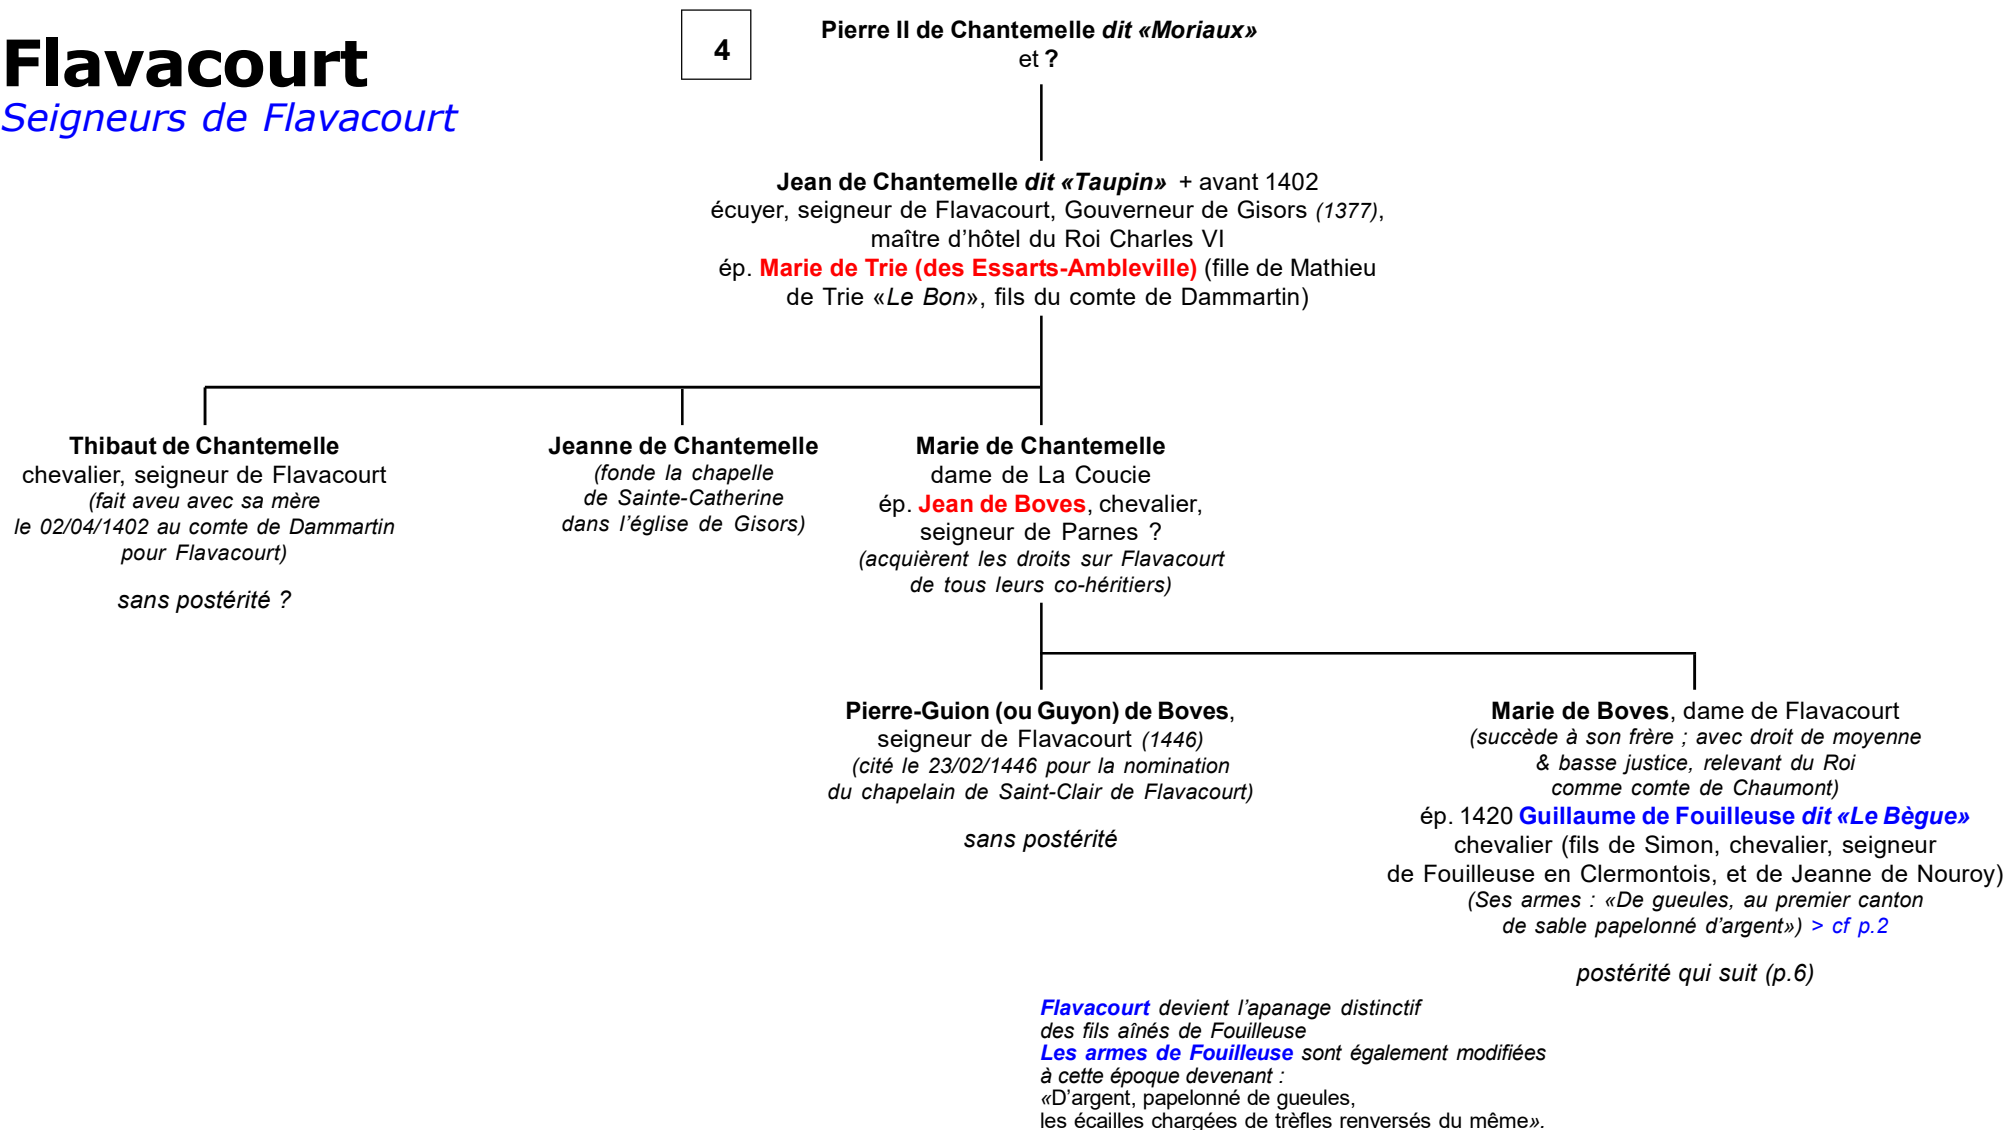 Flavacourt
Seigneurs de Flavacourt
4
Pierre II de Chantemelle dit «Moriaux»
et ?
Jean de Chantemelle dit «Taupin» + avant 1402
écuyer, seigneur de Flavacourt, Gouverneur de Gisors (1377),
maître d’hôtel du Roi Charles VI
ép. Marie de Trie (des Essarts-Ambleville) (fille de Mathieu
de Trie «Le Bon», fils du comte de Dammartin)
Thibaut de Chantemelle
chevalier, seigneur de Flavacourt
(fait aveu avec sa mère
le 02/04/1402 au comte de Dammartin
pour Flavacourt)
sans postérité ?
Jeanne de Chantemelle
(fonde la chapelle
de Sainte-Catherine
dans l’église de Gisors)
Marie de Chantemelle
dame de La Coucie
ép. Jean de Boves, chevalier,
seigneur de Parnes ?
(acquièrent les droits sur Flavacourt
de tous leurs co-héritiers)
Pierre-Guion (ou Guyon) de Boves,
seigneur de Flavacourt (1446)
(cité le 23/02/1446 pour la nomination
du chapelain de Saint-Clair de Flavacourt)
sans postérité
Marie de Boves, dame de Flavacourt
(succède à son frère ; avec droit de moyenne
& basse justice, relevant du Roi
comme comte de Chaumont)
ép. 1420 Guillaume de Fouilleuse dit «Le Bègue»
chevalier (fils de Simon, chevalier, seigneur
de Fouilleuse en Clermontois, et de Jeanne de Nouroy)
(Ses armes : «De gueules, au premier canton
de sable papelonné d’argent») > cf p.2
postérité qui suit (p.6)
Flavacourt devient l’apanage distinctif
des fils aînés de Fouilleuse
Les armes de Fouilleuse sont également modifiées
à cette époque devenant :
«D’argent, papelonné de gueules,
les écailles chargées de trèfles renversés du même».